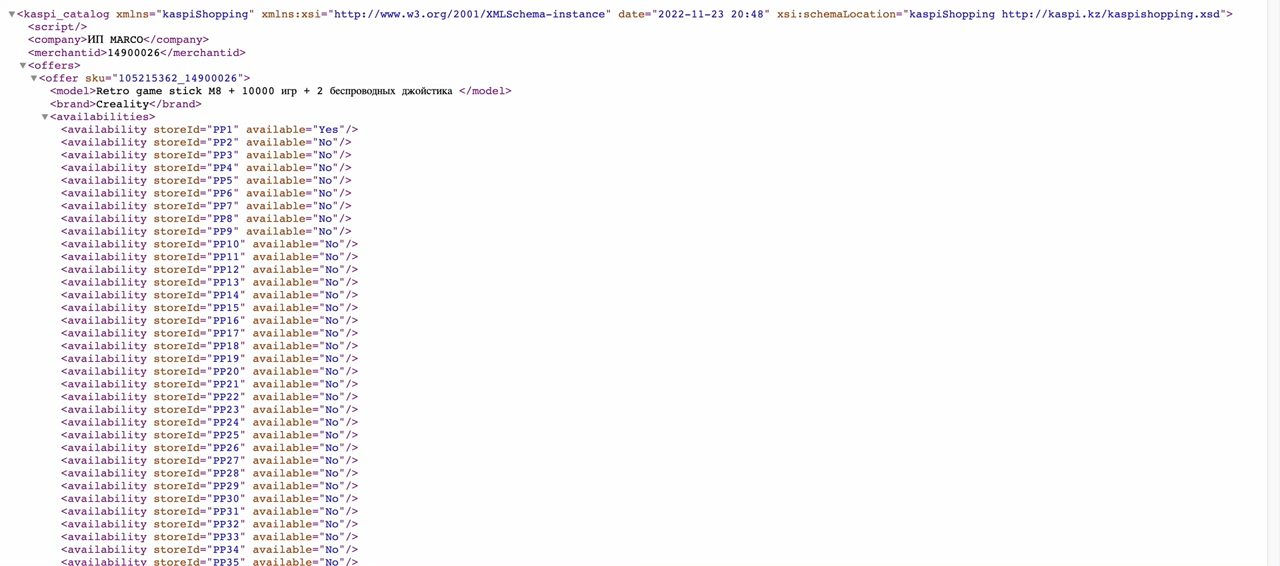 ▼<kaspi_catalog xmlns="kaspiShopping" xmlns:xsi="http://www.w3.org/2001/XMLSchema-instance" date="2022-11-23 20:48" xsi:schemaLocation="kaspiShopping http://kaspi.kz/kaspishopping.xsd">
<script/>
<company>ИП MARCO</company>
<merchantid>14900026</merchantid>
▼<offers>
▼<offer sku="105215362_14900026">
<model>Retro game stick M8 + 10000 игр + 2 беспроводных джойстика </model>
<brand>Creality</brand>
▼<availabilities>
<availability storeId="PP1" available="Yes"/>
<availability storeId="PP2" available="No"/>
<availability storeId="PP3" available="No"/>
<availability storeId="PP4" available="No"/>
<availability storeId="PP5" available="No"/>
<availability storeId="PP6" available="No"/>
<availability storeId="PP7" available="No"/>
<availability storeId="PP8" available="No"/>
<availability storeId="PP9" available="No"/>
<availability storeId="PP10" available="No"/>
<availability storeId="PP11" available="No"/>
<availability storeId="PP12" available="No"/>
<availability storeId="PP13" available="No"/>
<availability storeId="PP14" available="No"/>
<availability storeId="PP15" available="No"/>
<availability storeId="PP16" available="No"/>
<availability storeId="PP17" available="No"/>
<availability storeId="PP18" available="No"/>
<availability storeId="PP19" available="No"/>
<availability storeId="PP20" available="No"/>
<availability storeId="PP21" available="No"/>
<availability storeId="PP22" available="No"/>
<availability storeId="PP23" available="No"/>
<availability storeId="PP24" available="No"/>
<availability storeId="PP25" available="No"/>
<availability storeId="PP26" available="No"/>
<availability storeId="PP27" available="No"/>
<availability storeId="PP28" available="No"/>
<availability storeId="PP29" available="No"/>
<availability storeId="PP30" available="No"/>
<availability storeId="PP31" available="No"/>
<availability storeId="PP32" available="No"/>
<availability storeId="PP33" available="No"/>
<availability storeId="PP34" available="No"/>
<availability storeId="PP35" available="No"/>